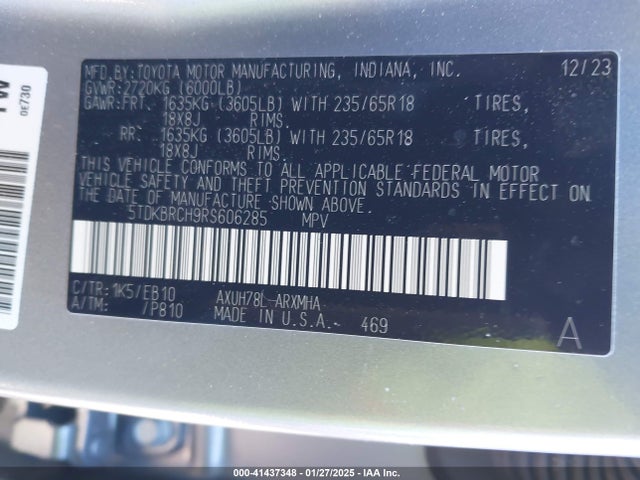 MFD.BY:TOYOTA MOTOR MANUFACTURING, INDIANA, INC. 12/23
GVWR:2720KG (6000LB)
GAWR:FRT. 1635KG (3605LB) WITH 235/65R18 TIRES,
18X8J RIMS.
RR. 1635KG (3605LB) WITH 235/65R18 TIRES,
18X8J RIMS.
THIS VEHICLE CONFORMS TO ALL APPLICABLE FEDERAL MOTOR
VEHICLE SAFETY AND THEFT PREVENTION STANDARDS IN EFFECT ON
THE DATE OF MANUFACTURE SHOWN ABOVE.
5TDKBRCH9RS606285 MPV
C/TR:1K5/EB10 AXUH78L-ARXMHA
A/TM: /P810 MADE IN U.S.A. 469
A
0E730
000-41437348 - 01/27/2025 - IAA Inc.